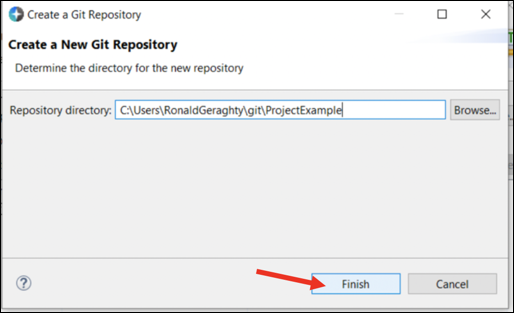 Create a Git Repository
Create a New Git Repository
Determine the directory for the new repository
Repository directory: C:\Users\RonaldGeraghty\git\ProjectExample Browse...
? Finish Cancel